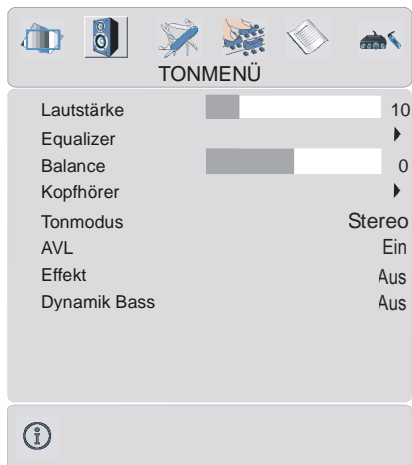 TONMENÜ
Lautstärke 10
Equalizer
Balance 0
Kopfhörer
Tonmodus Stereo
AVL Ein
Effekt Aus
Dynamik Bass Aus